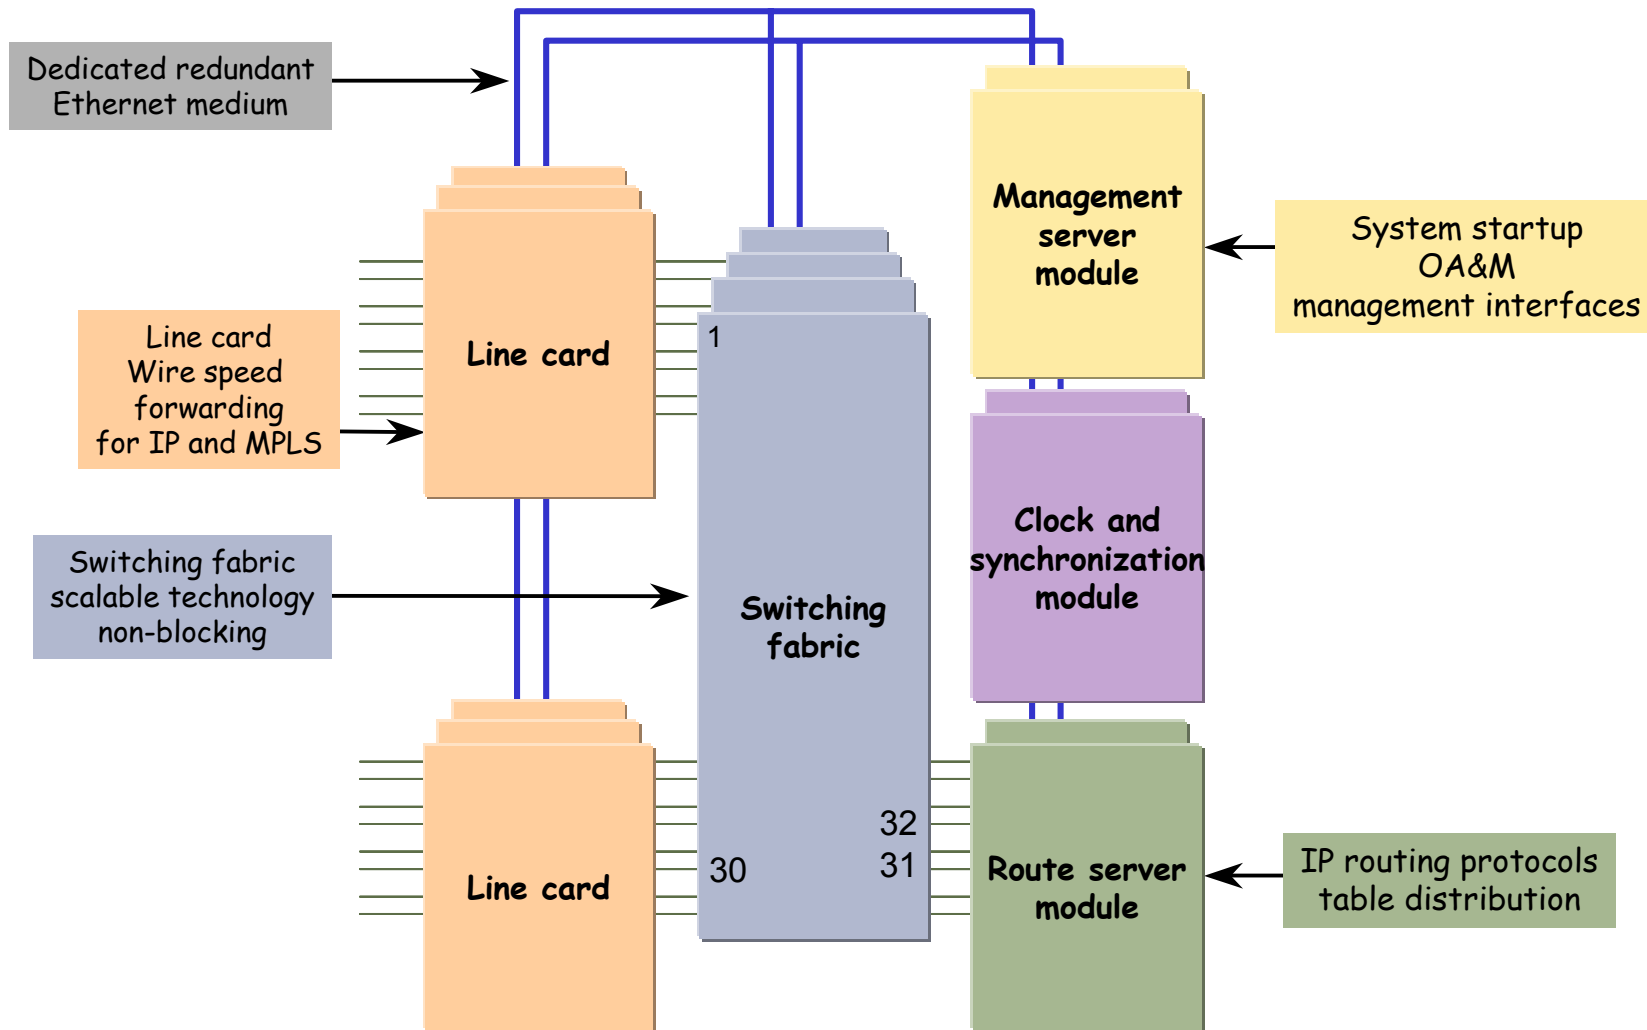 Dedicated redundant
Ethernet medium
Management
server
module
System startup
OA&M
management interfaces
Line card
Wire speed
forwarding
for IP and MPLS
Line card
1
Clock and
synchronization
module
Switching fabric
scalable technology
non-blocking
Switching
fabric
32
31
30
Line card
Route server
module
IP routing protocols
table distribution